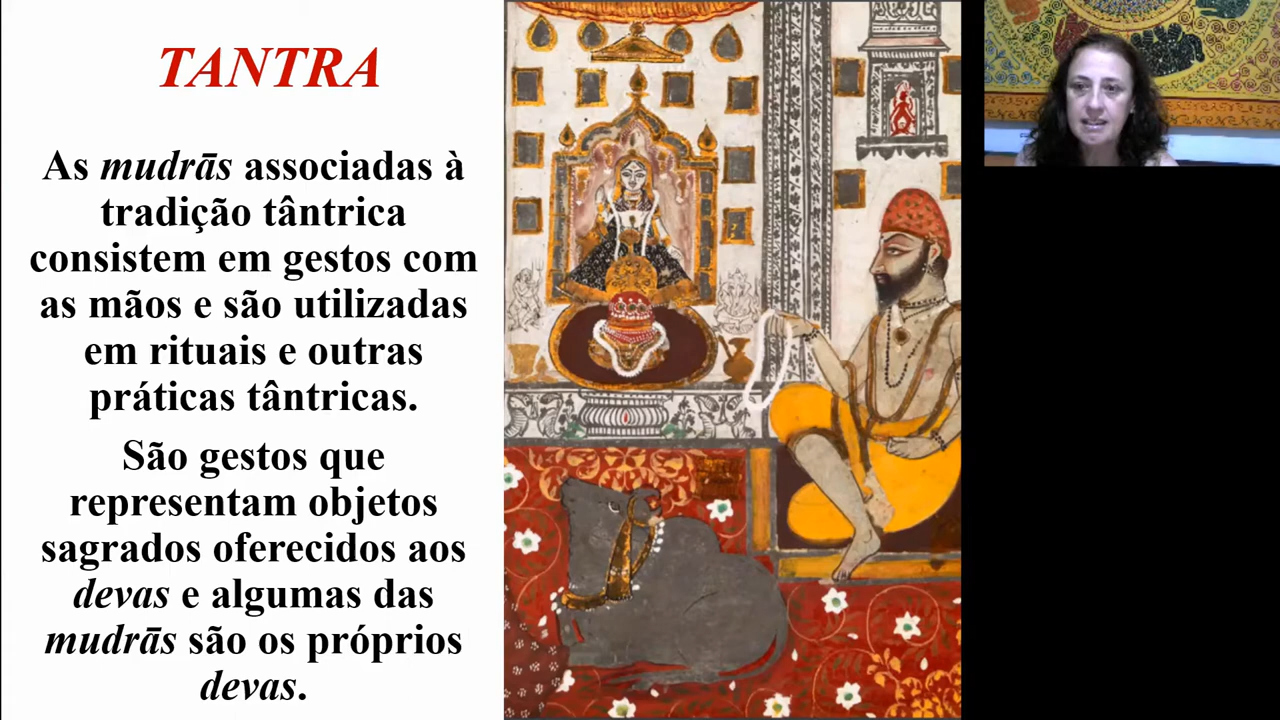 TANTRA
As mudrās associadas à
tradição tântrica
consistem em gestos com
as mãos e são utilizadas
em rituais e outras
práticas tântricas.
São gestos que
representam objetos
sagrados oferecidos aos
devas e algumas das
mudrās são os próprios
devas.